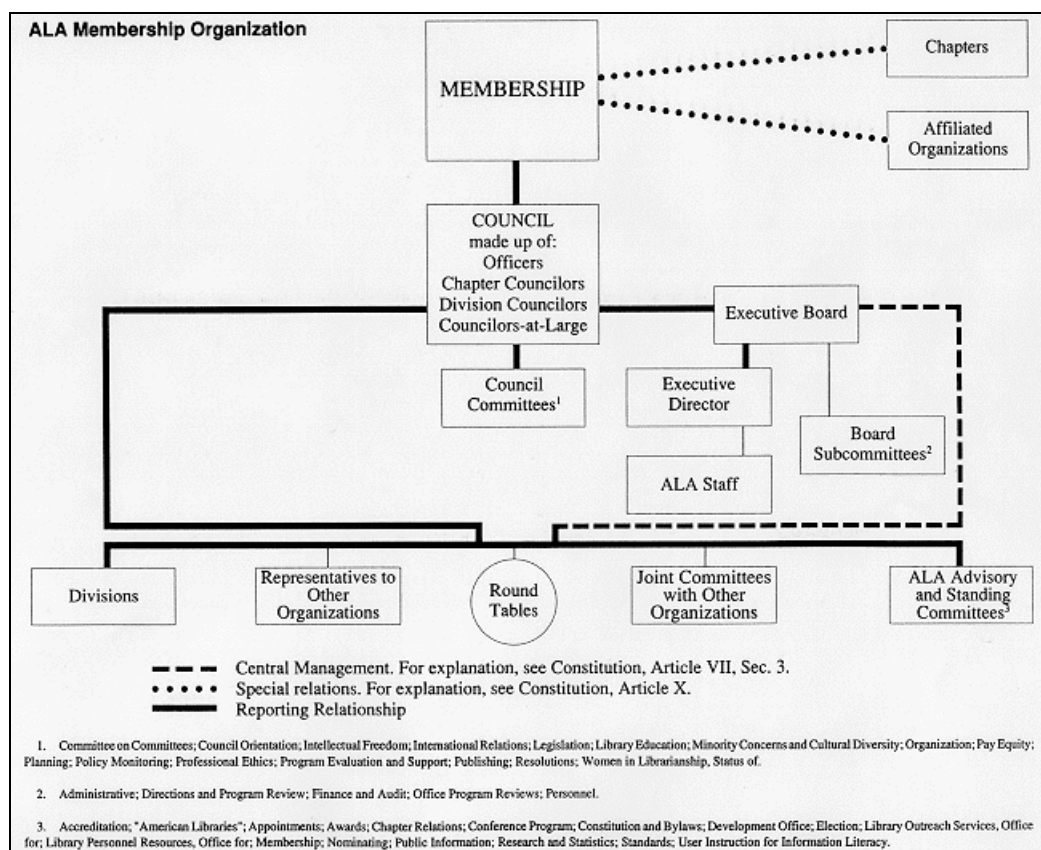 ALA Membership Organization
MEMBERSHIP
Chapters
Affiliated
Organizations
COUNCIL
made up of:
Officers
Chapter Councilors
Division Councilors
Councilors-at-Large
Executive Board
Council
Committees¹
Executive
Director
Board
Subcommittees²
ALA Staff
Divisions
Representatives to
Other
Organizations
Round
Tables
Joint Committees
with Other
Organizations
ALA Advisory
and Standing
Committees³
Central Management. For explanation, see Constitution, Article VII, Sec. 3.
Special relations. For explanation, see Constitution, Article X.
Reporting Relationship
1. Committee on Committees; Council Orientation; Intellectual Freedom; International Relations; Legislation; Library Education; Minority Concerns and Cultural Diversity; Organization; Pay Equity;
Planning; Policy Monitoring; Professional Ethics; Program Evaluation and Support; Publishing; Resolutions; Women in Librarianship, Status of.
2. Administrative; Directions and Program Review; Finance and Audit; Office Program Reviews; Personnel.
3. Accreditation; "American Libraries"; Appointments; Awards; Chapter Relations; Conference Program; Constitution and Bylaws; Development Office; Election; Library Outreach Services, Office
for; Library Personnel Resources, Office for; Membership; Nominating; Public Information; Research and Statistics; Standards; User Instruction for Information Literacy.